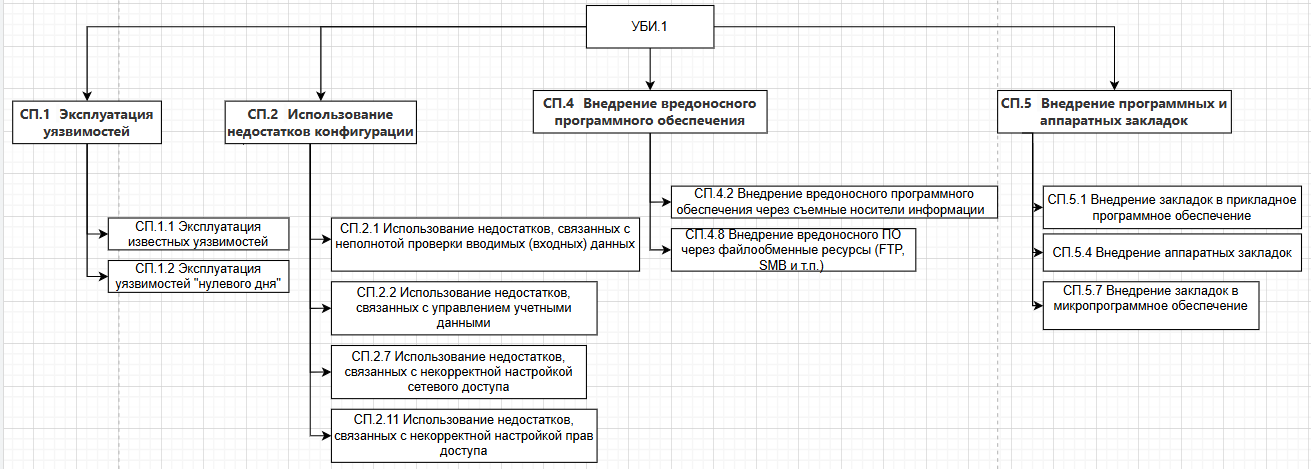 УБИ.1
СП.1 Эксплуатация
уязвимостей
СП.1.1 Эксплуатация
известных уязвимостей
СП.1.2 Эксплуатация
уязвимостей "нулевого дня"
СП.2 Использование
недостатков конфигурации
СП.2.1 Использование недостатков, связанных с
неполнотой проверки вводимых (входных) данных
СП.2.2 Использование недостатков,
связанных с управлением учетными
данными
СП.2.7 Использование недостатков,
связанных с некорректной настройкой
сетевого доступа
СП.2.11 Использование недостатков,
связанных с некорректной настройкой прав
доступа
СП.4 Внедрение вредоносного
программного обеспечения
СП.4.2 Внедрение вредоносного программного
обеспечения через съемные носители информации
СП.4.8 Внедрение вредоносного ПО
через файлообменные ресурсы (FTP,
SMB и т.п.)
СП.5 Внедрение программных и
аппаратных закладок
СП.5.1 Внедрение закладок в прикладное
программное обеспечение
СП.5.4 Внедрение аппаратных закладок
СП.5.7 Внедрение закладок в
микропрограммное обеспечение